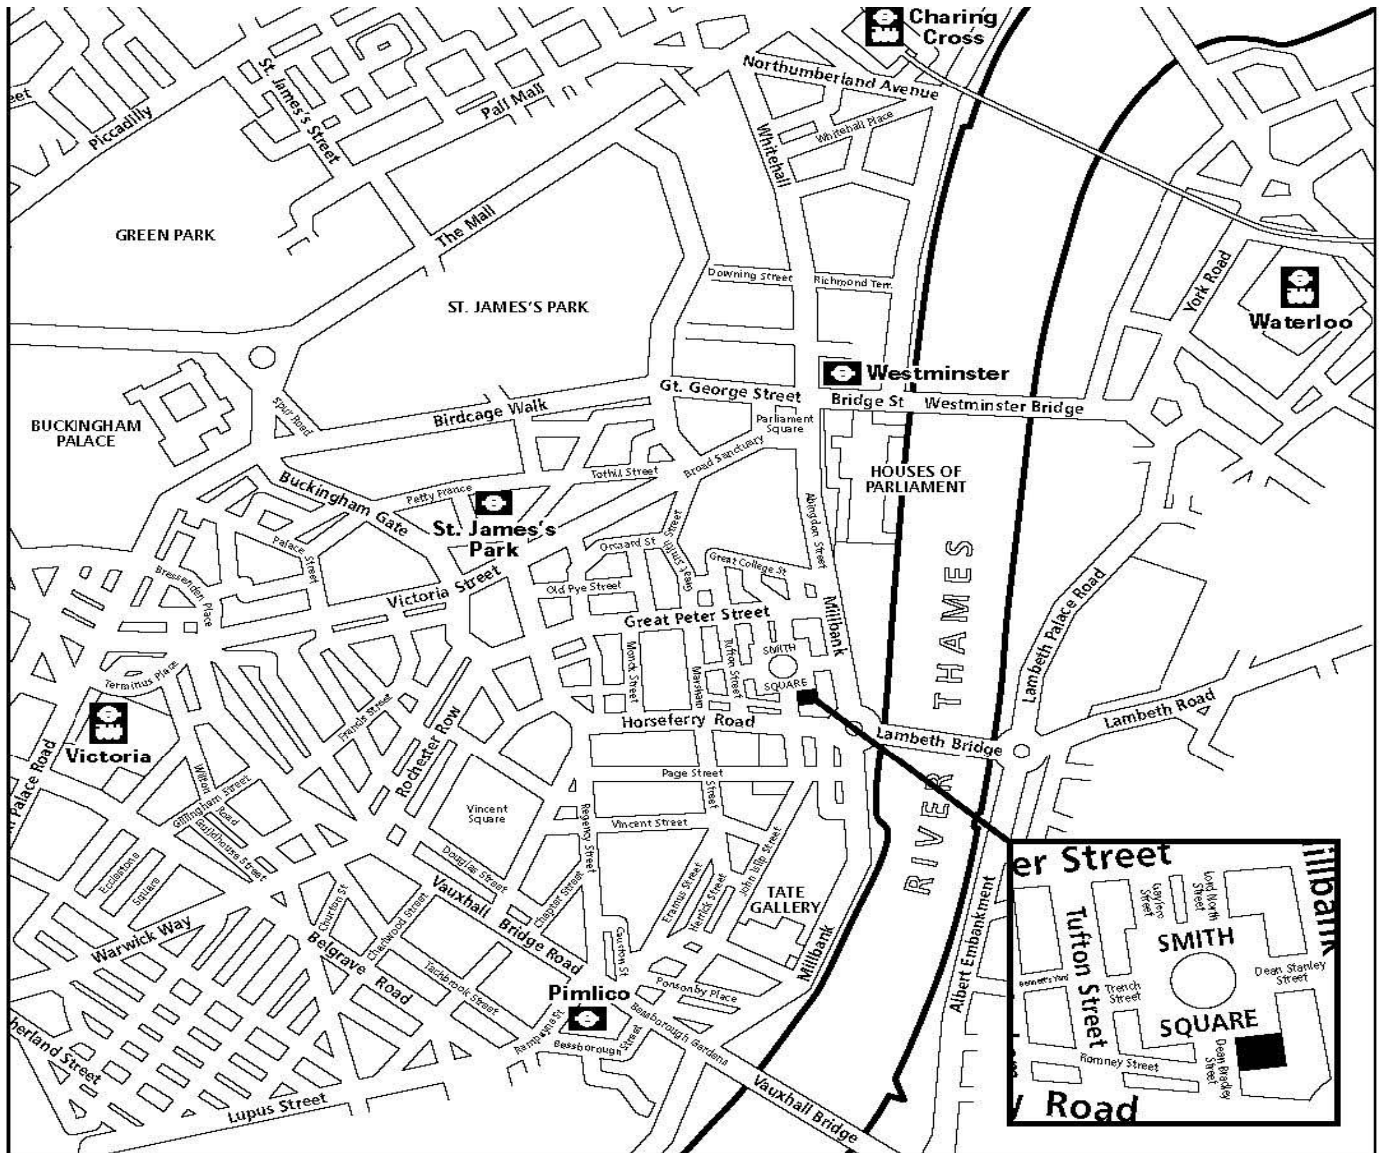 Charing
Cross
Northumberland Avenue
St. James's Street
Pall Mall
Piccadilly
Whitehall Place
Whitehall
GREEN PARK
The Mall
Downing Street
Richmond Terr.
York Road
Waterloo
ST. JAMES'S PARK
Westminster
Gt. George Street
Bridge St
Westminster Bridge
Birdcage Walk
Spur Road
BUCKINGHAM
PALACE
Parliament
Square
Broad Sanctuary
HOUSES OF
PARLIAMENT
Tothill Street
Petty France
Buckingham Gate
St. James's
Park
Abingdon Street
Great Smith Street
Orchard St
Great College St
Palace Street
Bressenden Place
Victoria Street
Old Pye Street
Great Peter Street
Millbank
RIVER THAMES
Lambeth Palace Road
SMITH
SQUARE
Monck Street
Marsham
Street
Tufton Street
Terminus Place
Francis Street
Rochester Row
Horseferry Road
Lambeth Bridge
Lambeth Road
Victoria
Palace Road
Wilton
Road
Gillingham Street
Guildhouse Street
Page Street
Vincent
Square
Regency Street
Vincent Street
John Islip Street
Eccleston
Square
Douglas Street
Vauxhall
Bridge Road
Chapter Street
Erasmus Street
Herrick Street
TATE
GALLERY
Millbank
Albert Embankment
Churton St
Charlwood Street
Warwick Way
Belgrave
Road
Tachbrook Street
Causton St
Pimlico
Ponsonby Place
Rampayne St
Bessborough
Street
Bessborough Gardens
herland Street
Lupus Street
Vauxhall Bridge
er Street
illbank
Gayfere
Street
Lord North
Street
Tufton Street
SMITH
SQUARE
Dean Stanley
Street
Trench
Street
Romney Street
Dean Bradley
Street
y Road